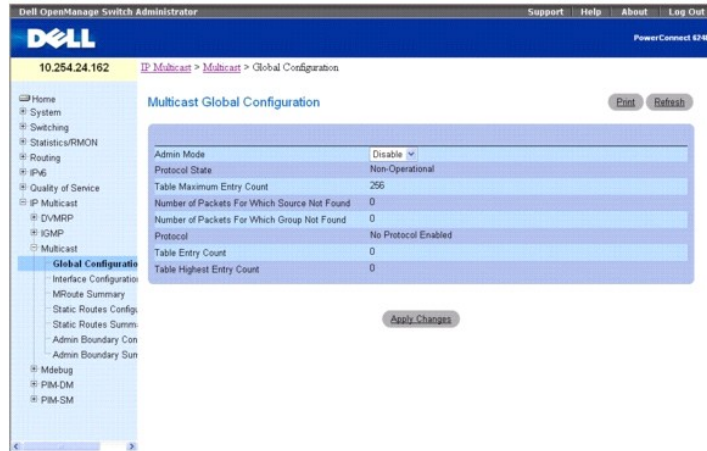 Dell OpenManage Switch Administrator
Support Help About Log Out
DELL
PowerConnect 6248
10.254.24.162
IP Multicast > Multicast > Global Configuration
Home
System
Switching
Statistics/RMON
Routing
IPv6
Quality of Service
IP Multicast
DVMRP
IGMP
Multicast
Global Configuratio
Interface Configuration
MRoute Summary
Static Routes Configu
Static Routes Summ
Admin Boundary Con
Admin Boundary Sun
Mdebug
PIM-DM
PIM-SM
Multicast Global Configuration
Print Refresh
Admin Mode Disable
Protocol State Non-Operational
Table Maximum Entry Count 256
Number of Packets For Which Source Not Found 0
Number of Packets For Which Group Not Found 0
Protocol No Protocol Enabled
Table Entry Count 0
Table Highest Entry Count 0
Apply Changes